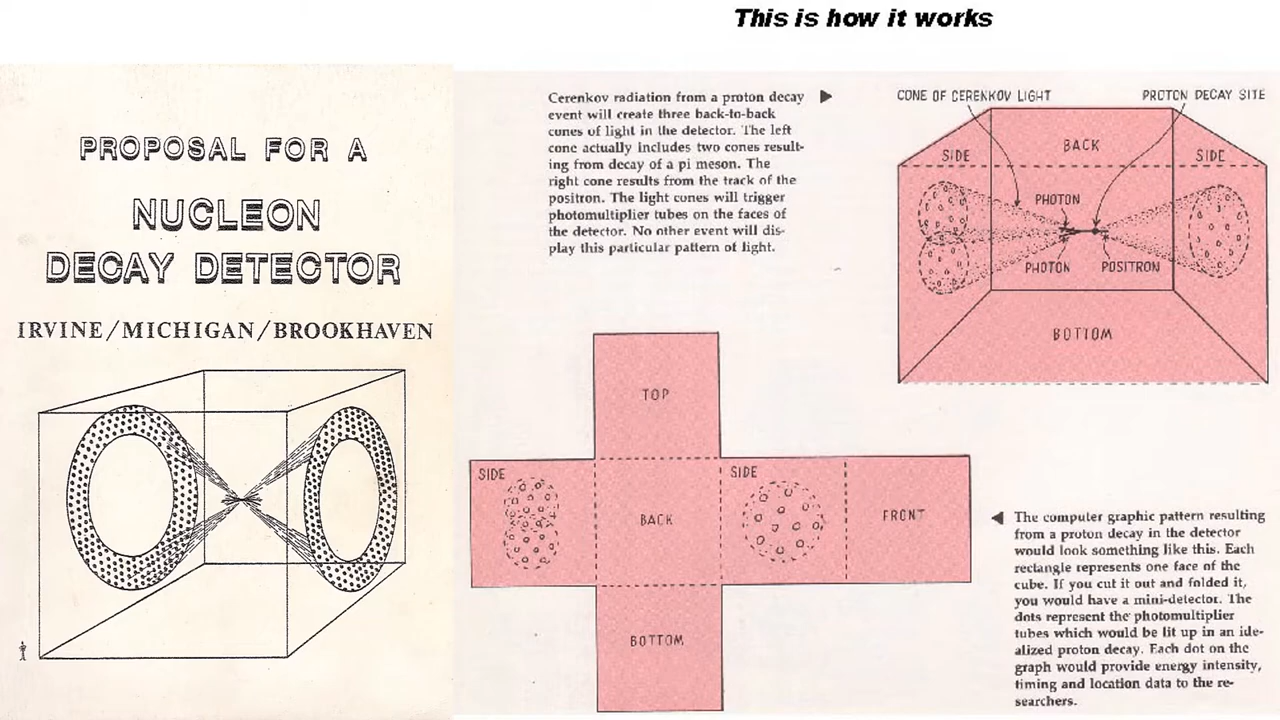 This is how it works
PROPOSAL FOR A
NUCLEON
DECAY DETECTOR
IRVINE/MICHIGAN/BROOKHAVEN
Cerenkov radiation from a proton decay
event will create three back-to-back
cones of light in the detector. The left
cone actually includes two cones result-
ing from decay of a pi meson. The
right cone results from the track of the
positron. The light cones will trigger
photomultiplier tubes on the faces of
the detector. No other event will dis-
play this particular pattern of light.
CONE OF CERENKOV LIGHT
PROTON DECAY SITE
SIDE
BACK
SIDE
PHOTON
PHOTON
POSITRON
BOTTOM
TOP
SIDE
BACK
SIDE
FRONT
BOTTOM
The computer graphic pattern resulting
from a proton decay in the detector
would look something like this. Each
rectangle represents one face of the
cube. If you cut it out and folded it,
you would have a mini-detector. The
dots represent the photomultiplier
tubes which would be lit up in an ide-
alized proton decay. Each dot on the
graph would provide energy intensity,
timing and location data to the re-
searchers.